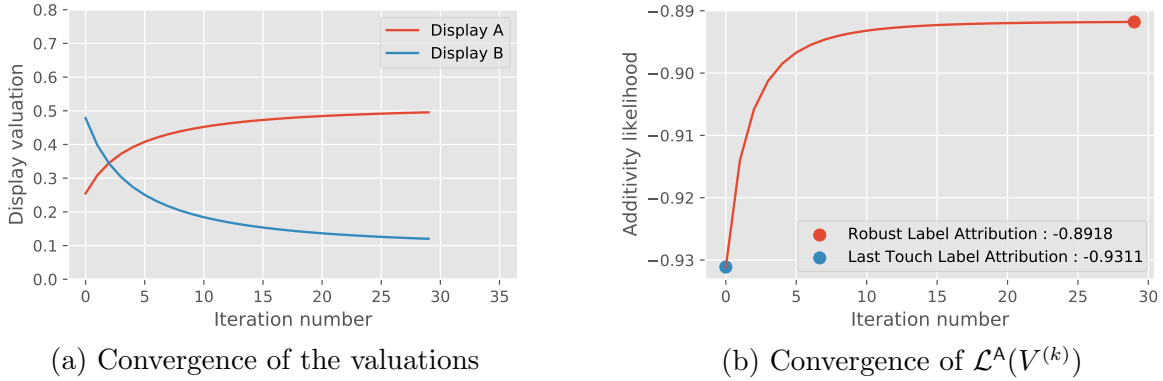 0.8
0.7
0.6
0.5
0.4
0.3
0.2
0.1
0.0
Display valuation
Display A
Display B
0 5 10 15 20 25 30 35
Iteration number
(a) Convergence of the valuations
−0.89
−0.90
−0.91
−0.92
−0.93
Additivity likelihood
Robust Label Attribution : -0.8918
Last Touch Label Attribution : -0.9311
0 5 10 15 20 25 30
Iteration number
(b) Convergence of 𝓛ᴬ(V⁽ᵏ⁾)